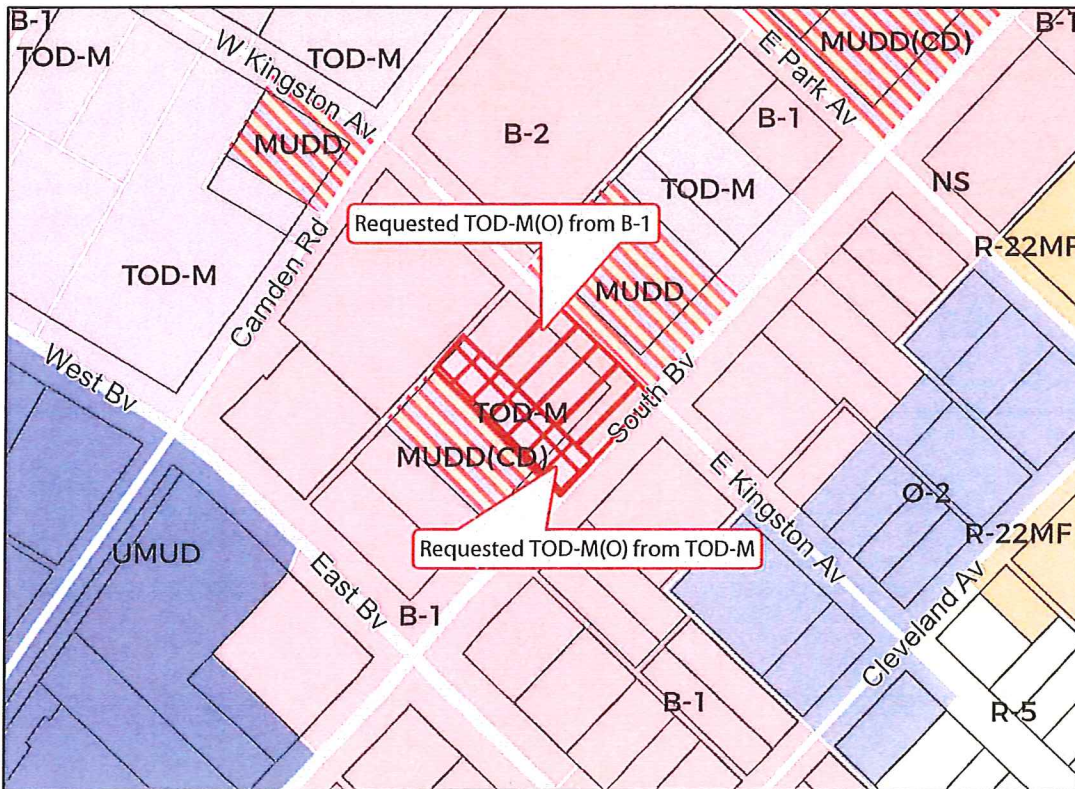 B-1
TOD-M
W Kingston Av
TOD-M
MUDD
B-2
E Park Av
MUDD(CD)
B-1
B-1
TOD-M
NS
R-22MF
Requested TOD-M(O) from B-1
Camden Rd
TOD-M
MUDD
West Bv
TOD-M
South Bv
MUDD(CD)
E Kingston Av
O-2
R-22MF
Requested TOD-M(O) from TOD-M
UMUD
East Bv
B-1
Cleveland Av
B-1
R-5